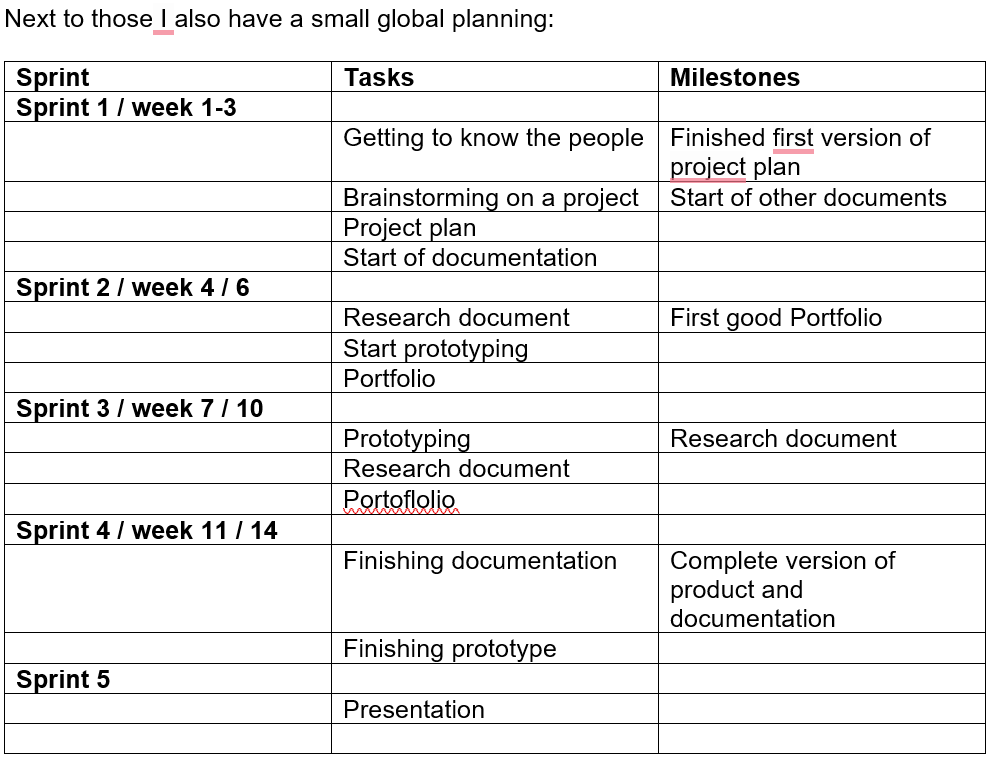 Next to those I also have a small global planning:
Sprint Tasks Milestones
Sprint 1 / week 1-3
Getting to know the people Finished first version of
project plan
Brainstorming on a project Start of other documents
Project plan
Start of documentation
Sprint 2 / week 4 / 6
Research document First good Portfolio
Start prototyping
Portfolio
Sprint 3 / week 7 / 10
Prototyping Research document
Research document
Portoflolio
Sprint 4 / week 11 / 14
Finishing documentation Complete version of
product and
documentation
Finishing prototype
Sprint 5
Presentation